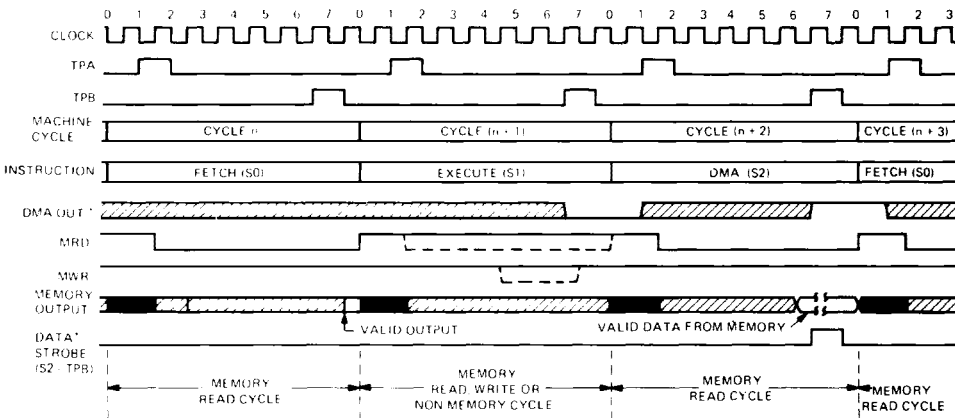 0 1 2 3 4 5 6 7 0 1 2 3 4 5 6 7 0 1 2 3 4 5 6 7 0 1 2 3
CLOCK
TPA
TPB
MACHINE CYCLE
CYCLE n
CYCLE (n + 1)
CYCLE (n + 2)
CYCLE (n + 3)
INSTRUCTION
FETCH (S0)
EXECUTE (S1)
DMA (S2)
FETCH (S0)
DMA OUT *
MRD
MWR
MEMORY OUTPUT
VALID OUTPUT
VALID DATA FROM MEMORY
DATA*
STROBE
(S2 - TPB)
MEMORY
READ CYCLE
MEMORY
READ, WRITE OR
NON MEMORY CYCLE
MEMORY
READ CYCLE
MEMORY
READ CYCLE